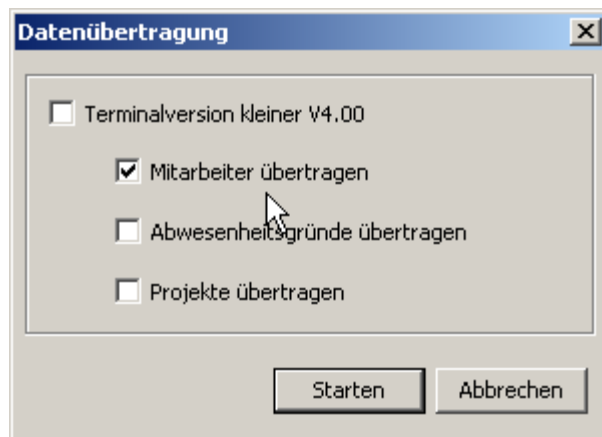 Datenübertragung
Terminalversion kleiner V4.00
Mitarbeiter übertragen
Abwesenheitsgründe übertragen
Projekte übertragen
Starten Abbrechen